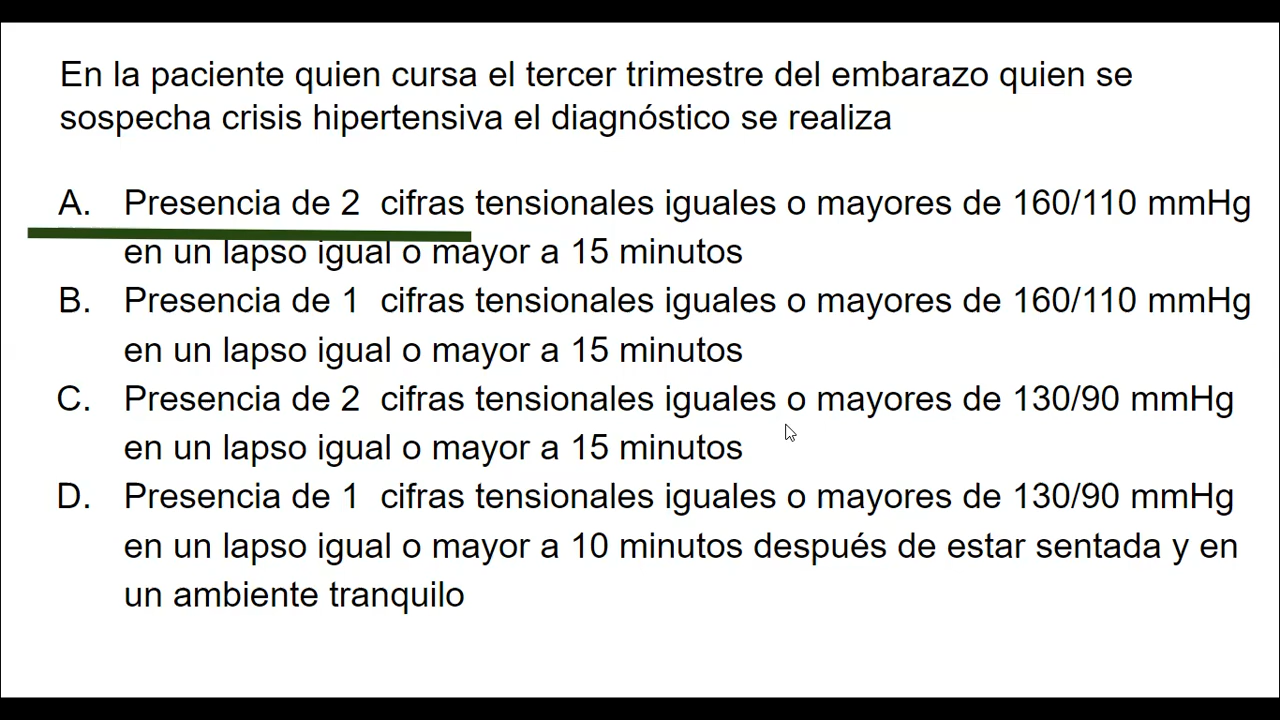 En la paciente quien cursa el tercer trimestre del embarazo quien se
sospecha crisis hipertensiva el diagnóstico se realiza
A. Presencia de 2 cifras tensionales iguales o mayores de 160/110 mmHg
en un lapso igual o mayor a 15 minutos
B. Presencia de 1 cifras tensionales iguales o mayores de 160/110 mmHg
en un lapso igual o mayor a 15 minutos
C. Presencia de 2 cifras tensionales iguales o mayores de 130/90 mmHg
en un lapso igual o mayor a 15 minutos
D. Presencia de 1 cifras tensionales iguales o mayores de 130/90 mmHg
en un lapso igual o mayor a 10 minutos después de estar sentada y en
un ambiente tranquilo